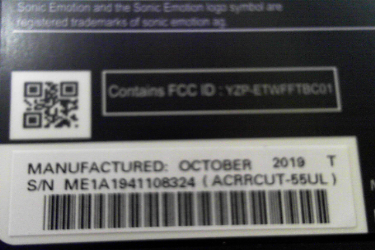 Sonic Emotion and the Sonic Emotion logo symbol are
registered trademarks of sonic emotion ag.
Contains FCC ID : YZP-ETWFFTBC01
MANUFACTURED: OCTOBER 2019 T
S/N ME1A1941108324 ( ACRRCUT-55UL )